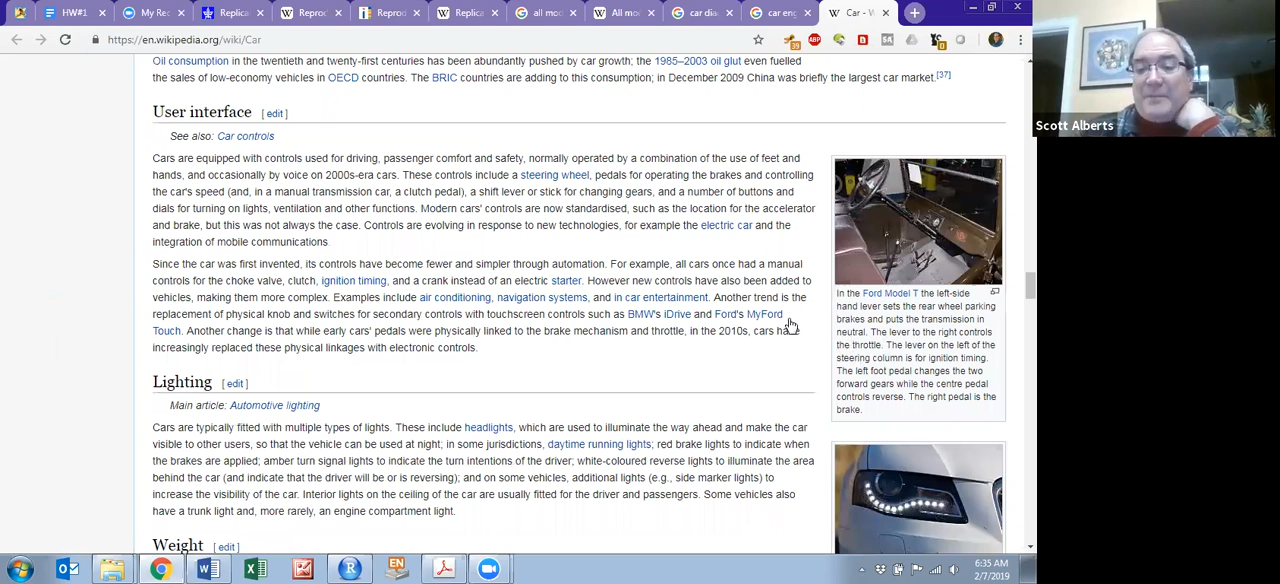 HW#1
My Rec
Replica
Reprod
Reprod
Replica
all mod
All mo
car dia
car eng
Car - W
https://en.wikipedia.org/wiki/Car
39
ABP
0
Oil consumption in the twentieth and twenty-first centuries has been abundantly pushed by car growth; the 1985–2003 oil glut even fuelled
the sales of low-economy vehicles in OECD countries. The BRIC countries are adding to this consumption; in December 2009 China was briefly the largest car market.[37]
User interface [ edit ]
See also: Car controls
Cars are equipped with controls used for driving, passenger comfort and safety, normally operated by a combination of the use of feet and
hands, and occasionally by voice on 2000s-era cars. These controls include a steering wheel, pedals for operating the brakes and controlling
the car's speed (and, in a manual transmission car, a clutch pedal), a shift lever or stick for changing gears, and a number of buttons and
dials for turning on lights, ventilation and other functions. Modern cars' controls are now standardised, such as the location for the accelerator
and brake, but this was not always the case. Controls are evolving in response to new technologies, for example the electric car and the
integration of mobile communications.
Since the car was first invented, its controls have become fewer and simpler through automation. For example, all cars once had a manual
controls for the choke valve, clutch, ignition timing, and a crank instead of an electric starter. However new controls have also been added to
vehicles, making them more complex. Examples include air conditioning, navigation systems, and in car entertainment. Another trend is the
replacement of physical knob and switches for secondary controls with touchscreen controls such as BMW's iDrive and Ford's MyFord
Touch. Another change is that while early cars' pedals were physically linked to the brake mechanism and throttle, in the 2010s, cars have
increasingly replaced these physical linkages with electronic controls.
In the Ford Model T the left-side
hand lever sets the rear wheel parking
brakes and puts the transmission in
neutral. The lever to the right controls
the throttle. The lever on the left of the
steering column is for ignition timing.
The left foot pedal changes the two
forward gears while the centre pedal
controls reverse. The right pedal is the
brake.
Lighting [ edit ]
Main article: Automotive lighting
Cars are typically fitted with multiple types of lights. These include headlights, which are used to illuminate the way ahead and make the car
visible to other users, so that the vehicle can be used at night; in some jurisdictions, daytime running lights; red brake lights to indicate when
the brakes are applied; amber turn signal lights to indicate the turn intentions of the driver; white-coloured reverse lights to illuminate the area
behind the car (and indicate that the driver will be or is reversing); and on some vehicles, additional lights (e.g., side marker lights) to
increase the visibility of the car. Interior lights on the ceiling of the car are usually fitted for the driver and passengers. Some vehicles also
have a trunk light and, more rarely, an engine compartment light.
Weight [ edit ]
Scott Alberts
EN
6:35 AM
2/7/2019